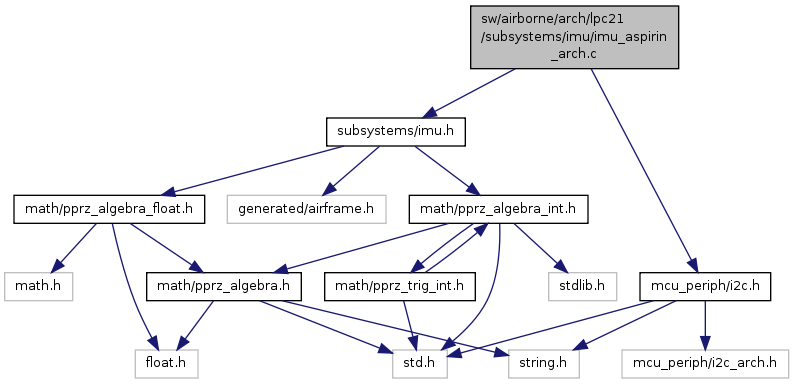 sw/airborne/arch/lpc21
/subsystems/imu/imu_aspirin
_arch.c
subsystems/imu.h
math/pprz_algebra_float.h
generated/airframe.h
math/pprz_algebra_int.h
math.h
math/pprz_algebra.h
math/pprz_trig_int.h
stdlib.h
mcu_periph/i2c.h
float.h
std.h
string.h
mcu_periph/i2c_arch.h